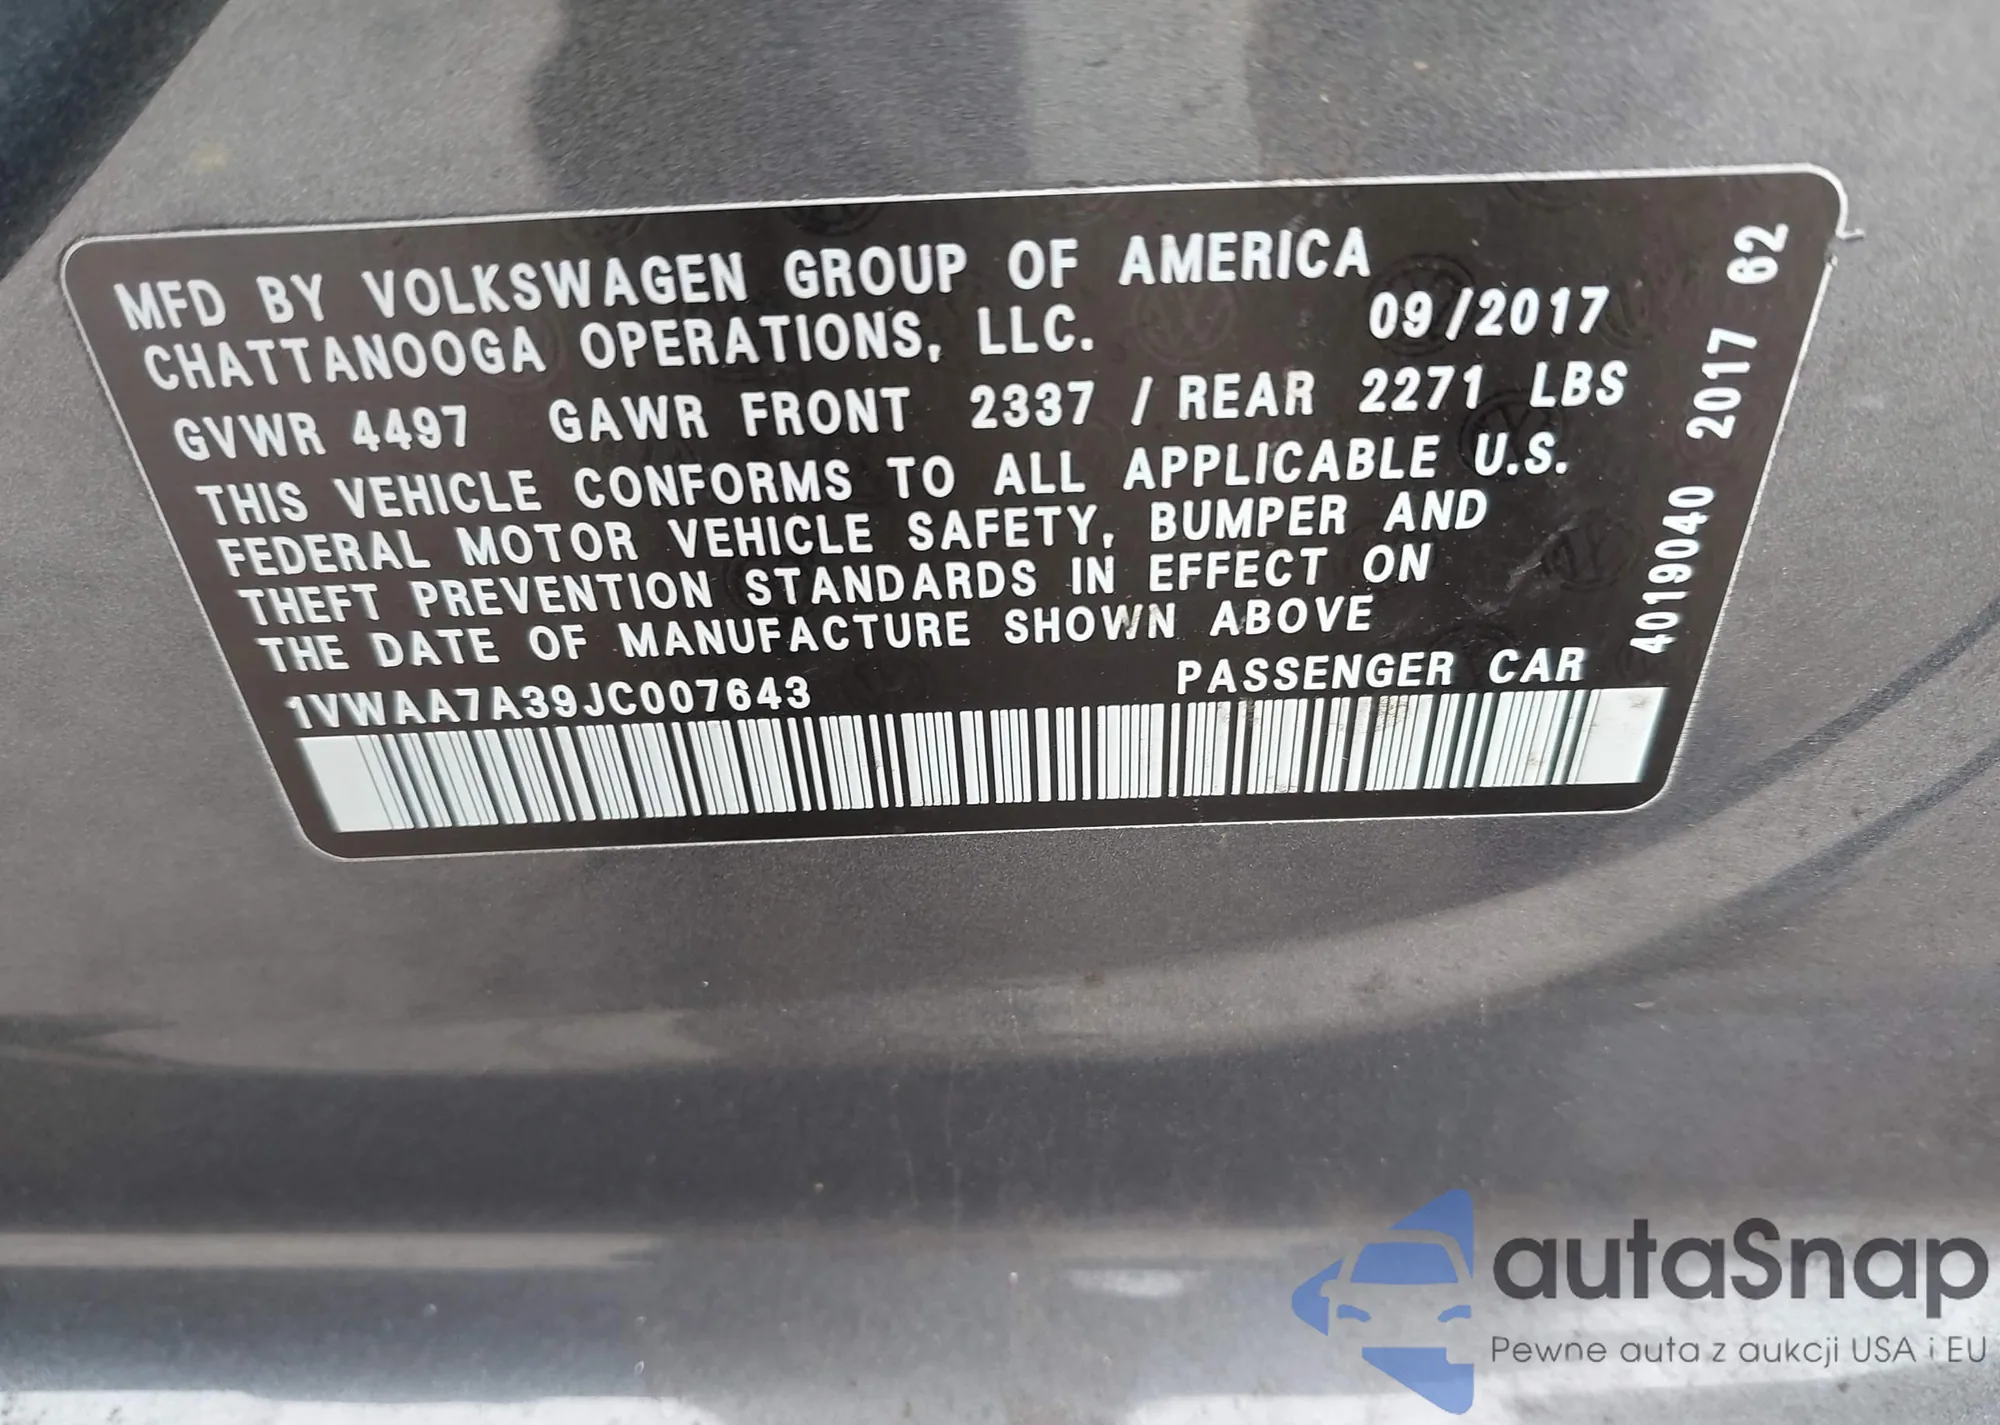 MFD BY VOLKSWAGEN GROUP OF AMERICA
CHATTANOOGA OPERATIONS, LLC. 09/2017
GVWR 4497 GAWR FRONT 2337 / REAR 2271 LBS
THIS VEHICLE CONFORMS TO ALL APPLICABLE U.S.
FEDERAL MOTOR VEHICLE SAFETY, BUMPER AND
THEFT PREVENTION STANDARDS IN EFFECT ON
THE DATE OF MANUFACTURE SHOWN ABOVE
1VWAA7A39JC007643 PASSENGER CAR
4019040 2017 62
autaSnap
Pewne auta z aukcji USA i EU